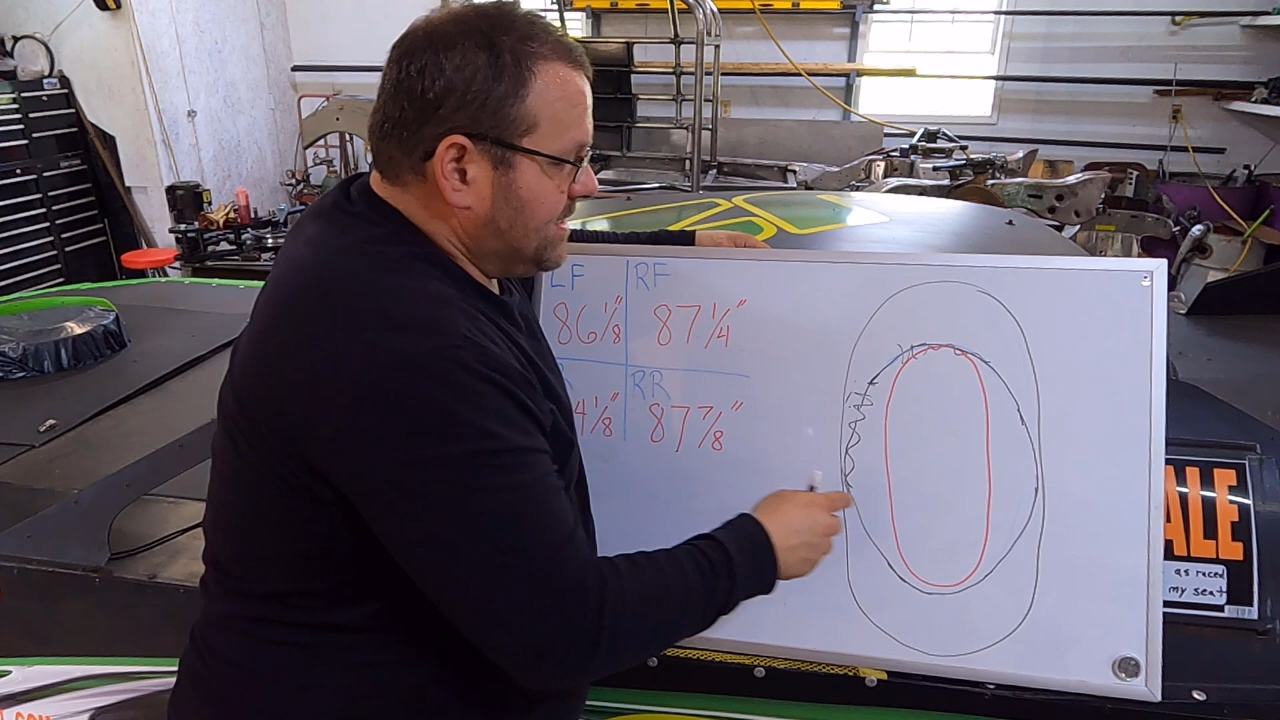 LF RF
86 1/8" 87 1/4"
RR
4 1/8" 87 7/8"
ALE
as raced
my seat